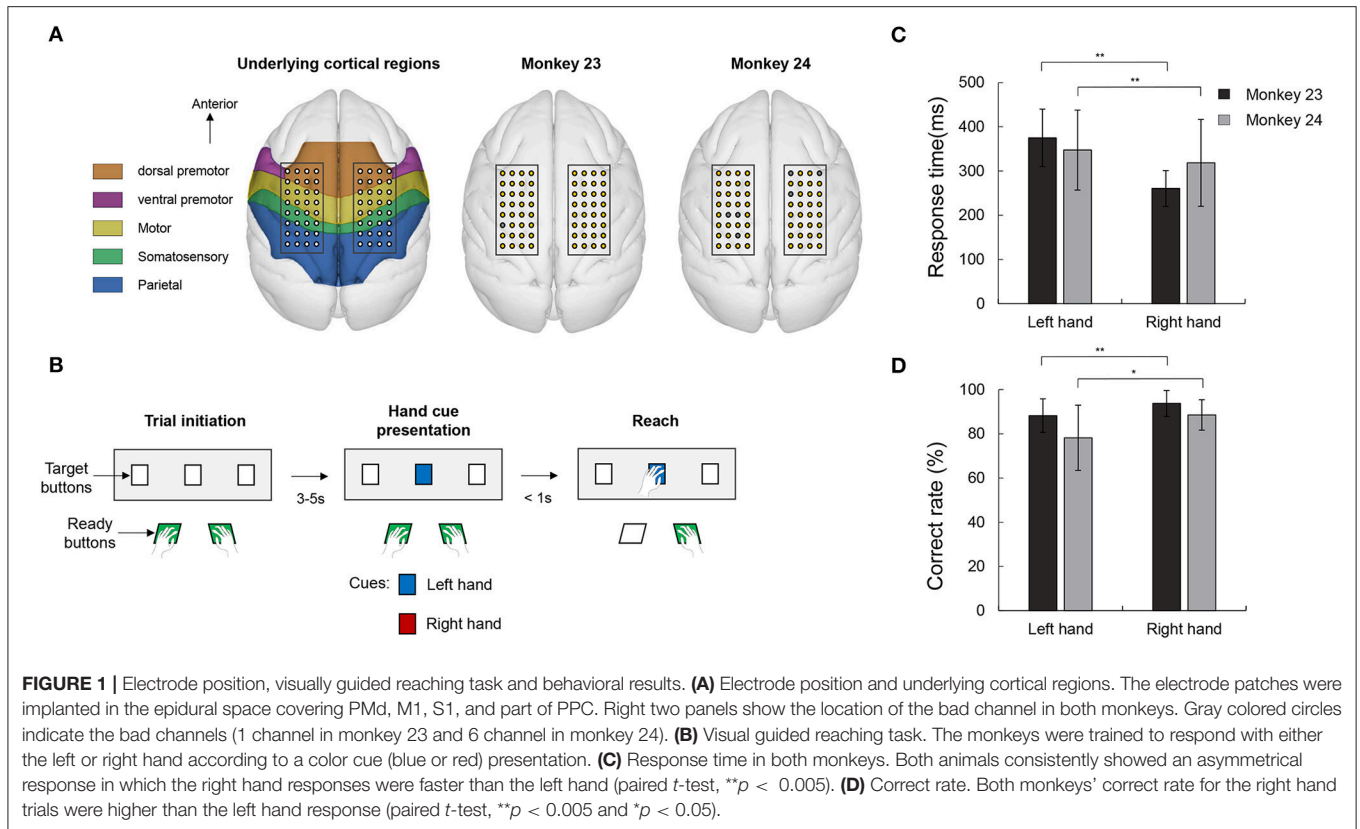 A
Underlying cortical regions
Monkey 23
Monkey 24
Anterior
dorsal premotor
ventral premotor
Motor
Somatosensory
Parietal
B
Trial initiation
Hand cue
presentation
Reach
Target
buttons
3-5s
< 1s
Ready
buttons
Cues:
Left hand
Right hand
C
**
**
500
400
300
200
100
0
Response time(ms)
Monkey 23
Monkey 24
Left hand
Right hand
D
**
*
100
80
60
40
20
0
Correct rate (%)
Left hand
Right hand
FIGURE 1 | Electrode position, visually guided reaching task and behavioral results. (A) Electrode position and underlying cortical regions. The electrode patches were
implanted in the epidural space covering PMd, M1, S1, and part of PPC. Right two panels show the location of the bad channel in both monkeys. Gray colored circles
indicate the bad channels (1 channel in monkey 23 and 6 channel in monkey 24). (B) Visual guided reaching task. The monkeys were trained to respond with either
the left or right hand according to a color cue (blue or red) presentation. (C) Response time in both monkeys. Both animals consistently showed an asymmetrical
response in which the right hand responses were faster than the left hand (paired t-test, **p < 0.005). (D) Correct rate. Both monkeys' correct rate for the right hand
trials were higher than the left hand response (paired t-test, **p < 0.005 and *p < 0.05).